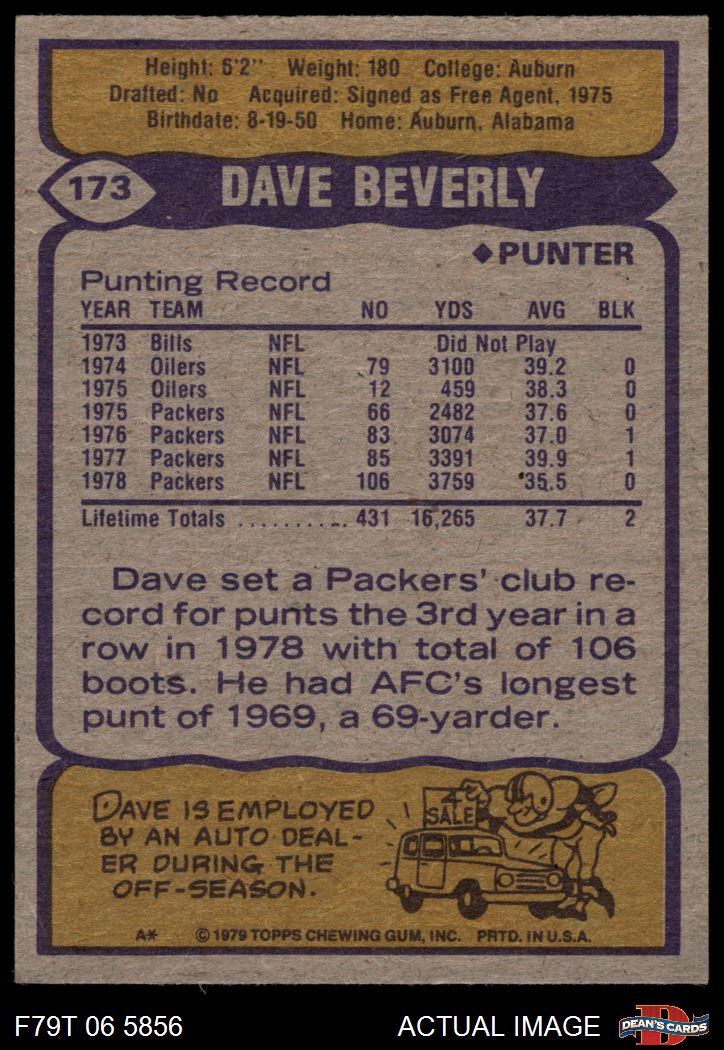 Height: 6'2" Weight: 180 College: Auburn
Drafted: No Acquired: Signed as Free Agent, 1975
Birthdate: 8-19-50 Home: Auburn, Alabama
173 DAVE BEVERLY
◆PUNTER
Punting Record
YEAR TEAM NO YDS AVG BLK
1973 Bills NFL Did Not Play
1974 Oilers NFL 79 3100 39.2 0
1975 Oilers NFL 12 459 38.3 0
1975 Packers NFL 66 2482 37.6 0
1976 Packers NFL 83 3074 37.0 1
1977 Packers NFL 85 3391 39.9 1
1978 Packers NFL 106 3759 35.5 0
Lifetime Totals .......... 431 16,265 37.7 2
Dave set a Packers' club re-
cord for punts the 3rd year in a
row in 1978 with total of 106
boots. He had AFC's longest
punt of 1969, a 69-yarder.
DAVE IS EMPLOYED
BY AN AUTO DEAL-
ER DURING THE
OFF-SEASON.
4
SALE
A* © 1979 TOPPS CHEWING GUM, INC. PRTD. IN U.S.A.
F79T 06 5856 ACTUAL IMAGE D DEAN'S CARDS